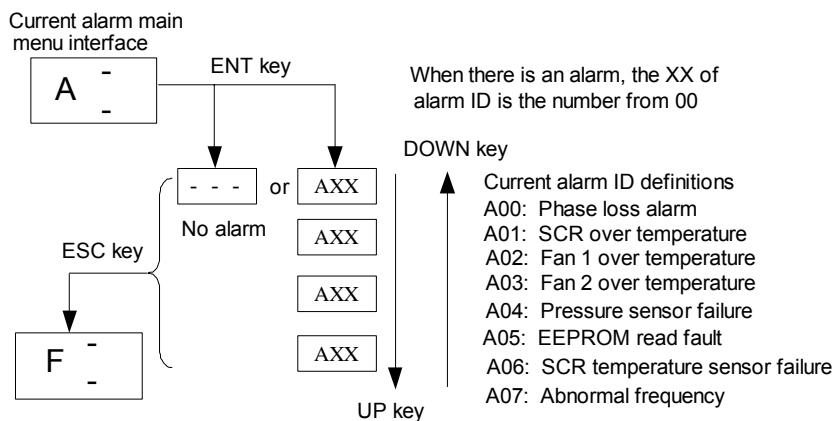 Current alarm main
menu interface
A - -
ENT key
When there is an alarm, the XX of
alarm ID is the number from 00
DOWN key
- - - or AXX
No alarm
AXX
AXX
AXX
ESC key
F - -
UP key
Current alarm ID definitions
A00: Phase loss alarm
A01: SCR over temperature
A02: Fan 1 over temperature
A03: Fan 2 over temperature
A04: Pressure sensor failure
A05: EEPROM read fault
A06: SCR temperature sensor failure
A07: Abnormal frequency